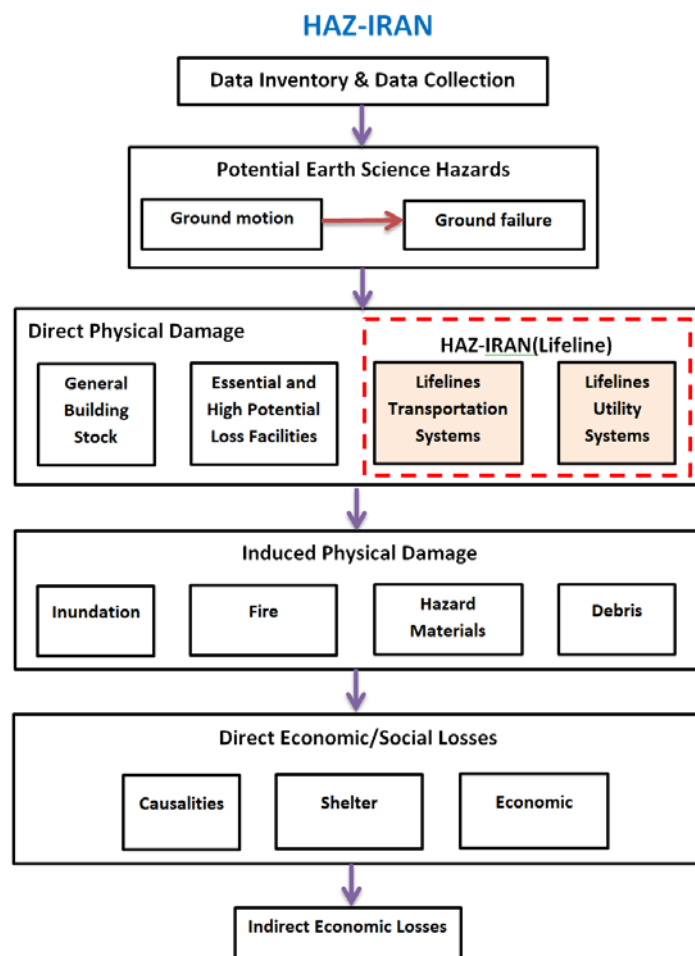 HAZ-IRAN
Data Inventory & Data Collection
Potential Earth Science Hazards
Ground motion
Ground failure
Direct Physical Damage
HAZ-IRAN(Lifeline)
General
Building
Stock
Essential and
High Potential
Loss Facilities
Lifelines
Transportation
Systems
Lifelines
Utility
Systems
Induced Physical Damage
Inundation
Fire
Hazard
Materials
Debris
Direct Economic/Social Losses
Causalities
Shelter
Economic
Indirect Economic Losses